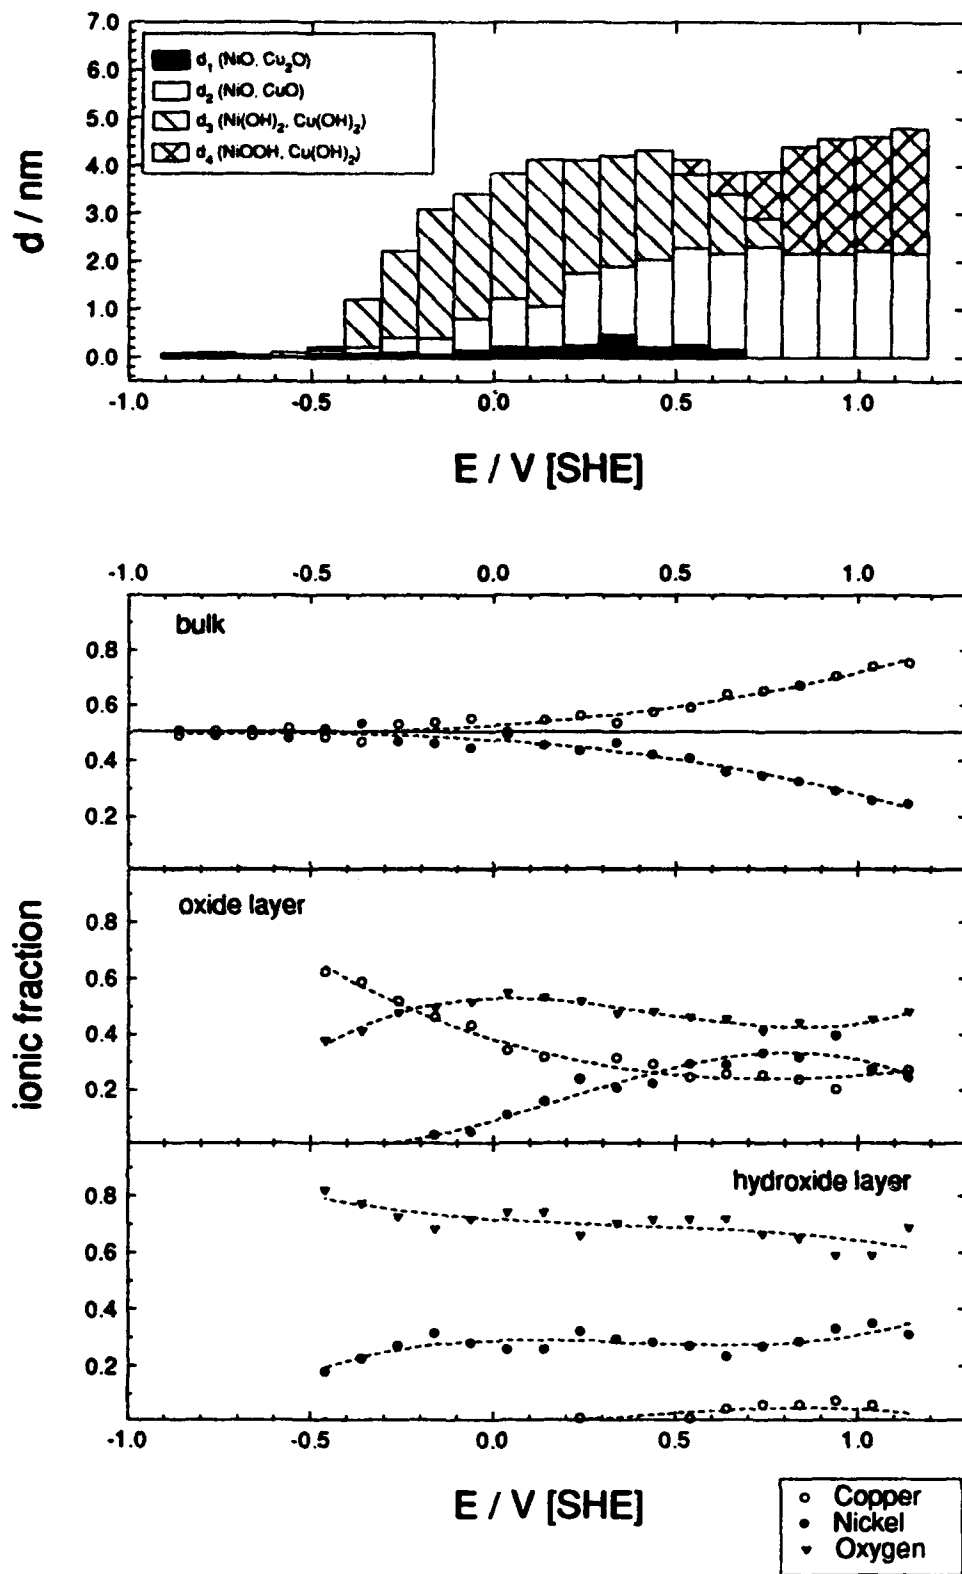 7.0
6.0
5.0
4.0
3.0
2.0
1.0
0.0
d / nm
d₁ (NiO, Cu₂O)
d₂ (NiO, CuO)
d₃ (Ni(OH)₂, Cu(OH)₂)
d₄ (NiOOH, Cu(OH)₂)
-1.0 -0.5 0.0 0.5 1.0
E / V [SHE]
-1.0 -0.5 0.0 0.5 1.0
bulk
0.8
0.6
0.4
0.2
oxide layer
0.8
0.6
0.4
0.2
ionic fraction
hydroxide layer
0.8
0.6
0.4
0.2
-1.0 -0.5 0.0 0.5 1.0
E / V [SHE]
Copper
Nickel
Oxygen